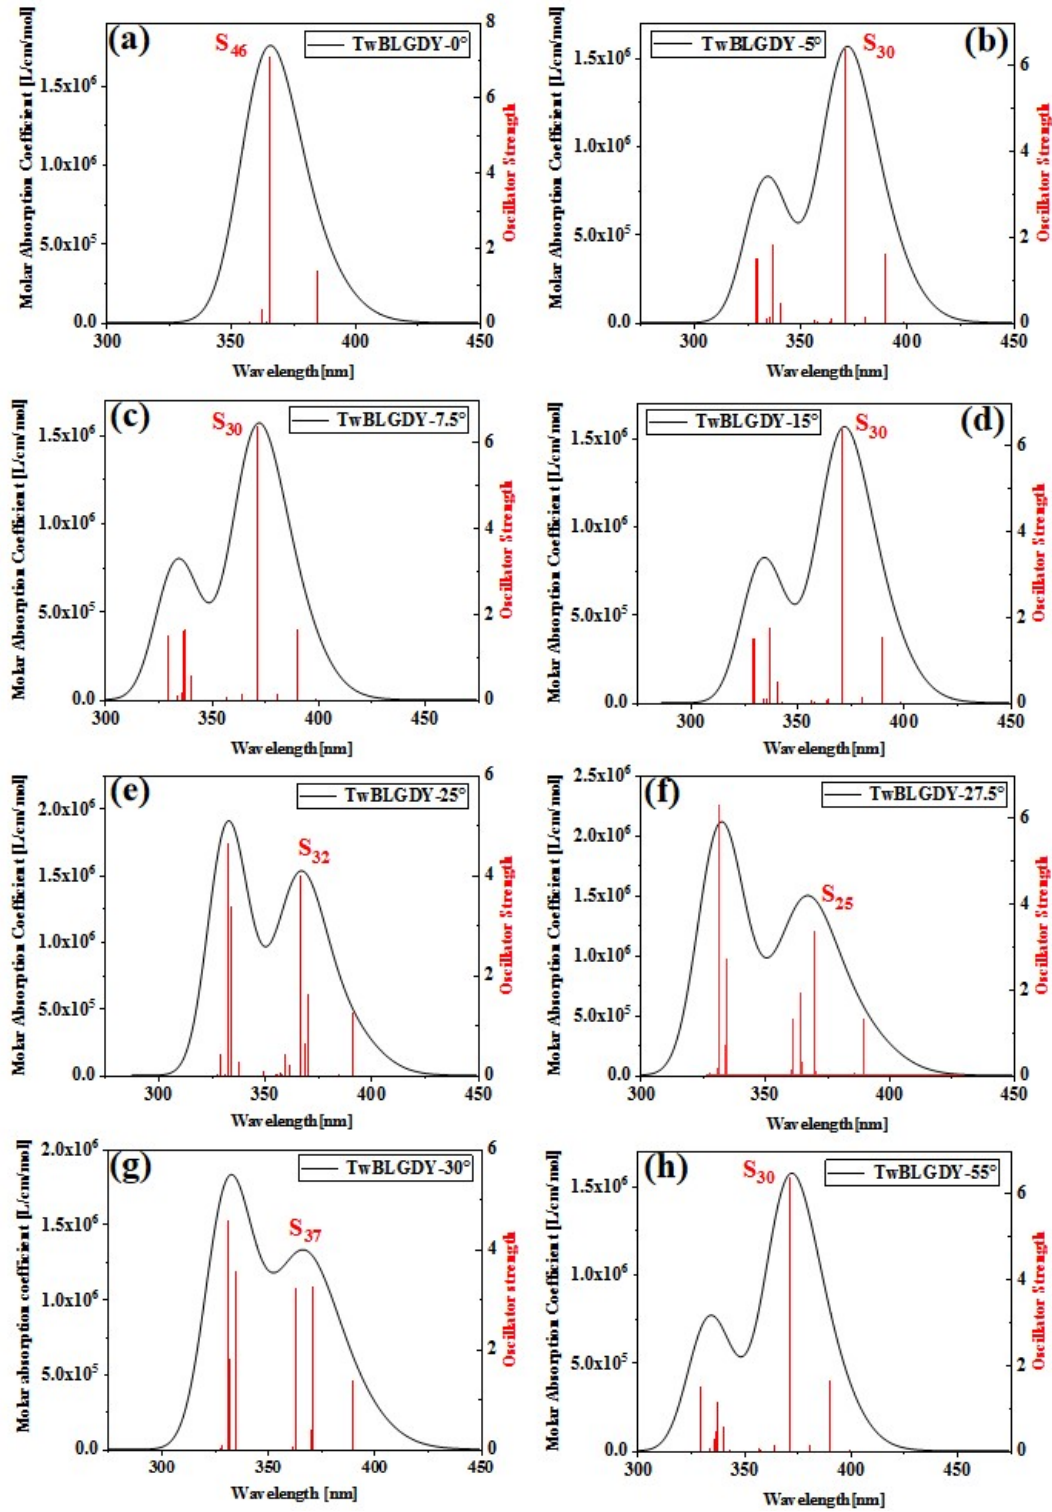 (a)
S46
TwBLGDY-0°
Molar Absorption Coefficient [L/cm/mol]
1.5x10⁶
1.0x10⁶
5.0x10⁵
0.0
8
6
4
2
0
Oscillator Strength
300 350 400 450
Wavelength[nm]
(b)
TwBLGDY-5°
S30
Molar Absorption Coefficient [L/cm/mol]
1.5x10⁶
1.0x10⁶
5.0x10⁵
0.0
6
4
2
0
Oscillator Strength
300 350 400 450
Wavelength[nm]
(c)
S30
TwBLGDY-7.5°
Molar Absorption Coefficient [L/cm/mol]
1.5x10⁶
1.0x10⁶
5.0x10⁵
0.0
6
4
2
0
Oscillator Strength
300 350 400 450
Wavelength[nm]
(d)
TwBLGDY-15°
S30
Molar Absorption Coefficient [L/cm/mol]
1.5x10⁶
1.0x10⁶
5.0x10⁵
0.0
6
4
2
0
Oscillator Strength
300 350 400 450
Wavelength[nm]
(e)
TwBLGDY-25°
S32
Molar Absorption Coefficient [L/cm/mol]
2.0x10⁶
1.5x10⁶
1.0x10⁶
5.0x10⁵
0.0
6
4
2
0
Oscillator Strength
300 350 400 450
Wavelength[nm]
(f)
TwBLGDY-27.5°
S25
Molar Absorption Coefficient [L/cm/mol]
2.5x10⁶
2.0x10⁶
1.5x10⁶
1.0x10⁶
5.0x10⁵
0.0
6
4
2
0
Oscillator Strength
300 350 400 450
Wavelength[nm]
(g)
TwBLGDY-30°
S37
Molar absorption coefficient [L/cm/mol]
2.0x10⁶
1.5x10⁶
1.0x10⁶
5.0x10⁵
0.0
6
4
2
0
Oscillator strength
300 350 400 450
Wavelength[nm]
(h)
S30
TwBLGDY-55°
Molar Absorption Coefficient [L/cm/mol]
1.5x10⁶
1.0x10⁶
5.0x10⁵
0.0
6
4
2
0
Oscillator Strength
300 350 400 450
Wavelength[nm]